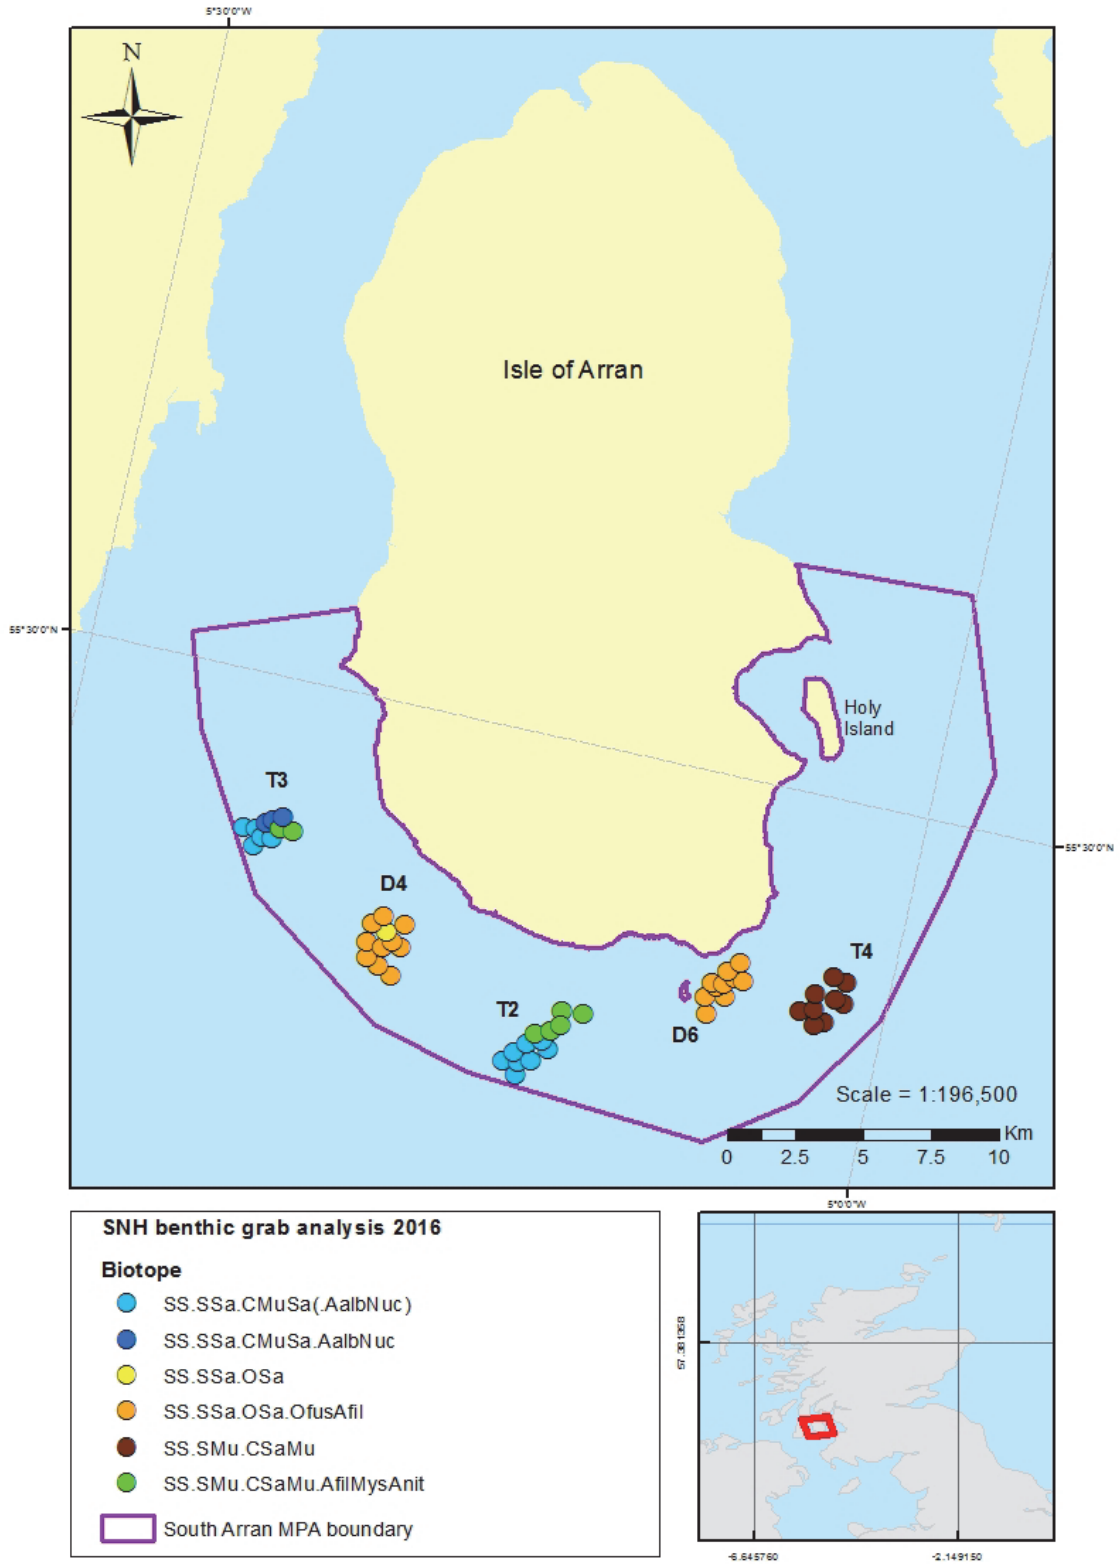 5°30'0"W
N
Isle of Arran
55°30'0"N
Holy
Island
T3
55°30'0"N
D4
T4
T2
D6
Scale = 1:196,500
Km
0 2.5 5 7.5 10
5°0'0"W
SNH benthic grab analysis 2016
Biotope
SS.SSa.CMuSa(.AalbNuc)
SS.SSa.CMuSa.AalbNuc
SS.SSa.OSa
SS.SSa.OSa.OfusAfil
SS.SMu.CSaMu
SS.SMu.CSaMu.AfilMysAnit
South Arran MPA boundary
57.381358
-6.645760 -2.149150